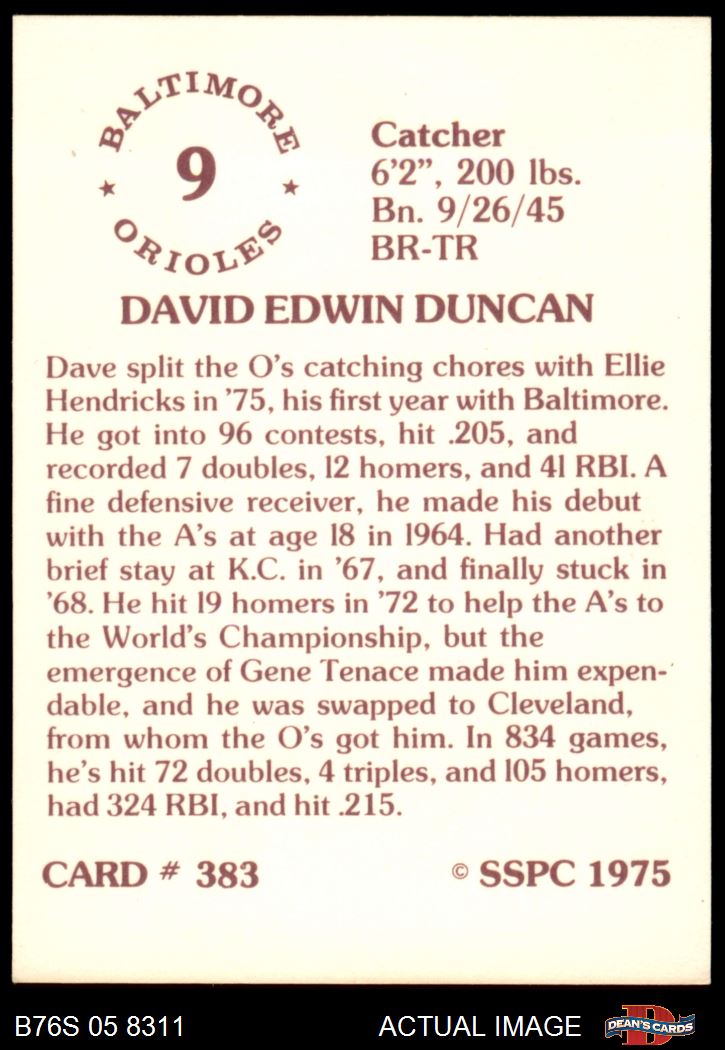 BALTIMORE
★ 9 ★
ORIOLES
Catcher
6'2", 200 lbs.
Bn. 9/26/45
BR-TR
DAVID EDWIN DUNCAN
Dave split the O's catching chores with Ellie
Hendricks in '75, his first year with Baltimore.
He got into 96 contests, hit .205, and
recorded 7 doubles, 12 homers, and 41 RBI. A
fine defensive receiver, he made his debut
with the A's at age 18 in 1964. Had another
brief stay at K.C. in '67, and finally stuck in
'68. He hit 19 homers in '72 to help the A's to
the World's Championship, but the
emergence of Gene Tenace made him expen-
dable, and he was swapped to Cleveland,
from whom the O's got him. In 834 games,
he's hit 72 doubles, 4 triples, and 105 homers,
had 324 RBI, and hit .215.
CARD # 383 © SSPC 1975
B76S 05 8311 ACTUAL IMAGE D DEAN'S CARDS